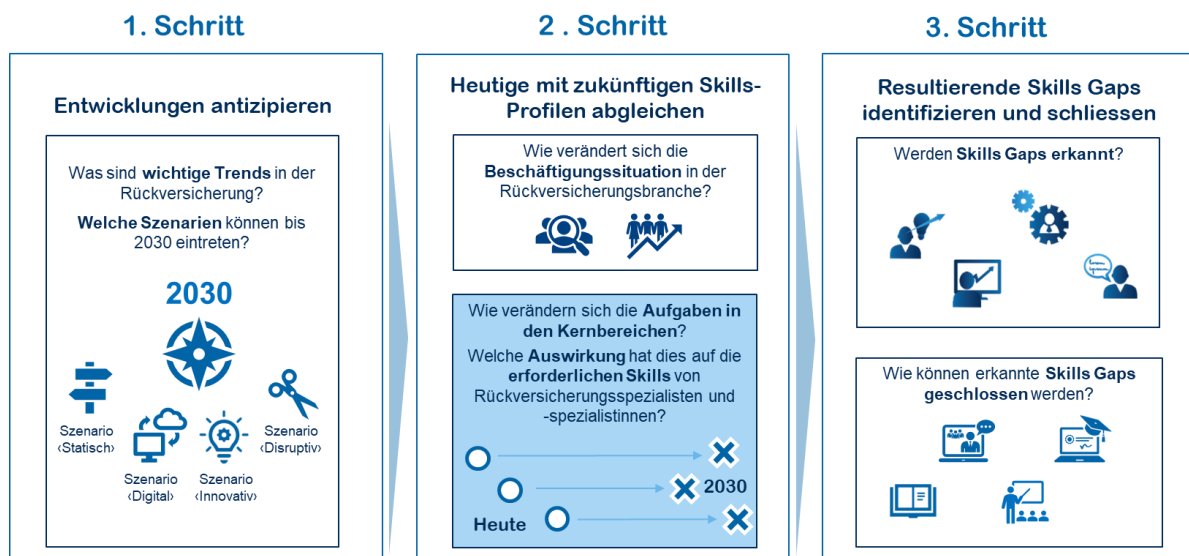 1. Schritt
Entwicklungen antizipieren
Was sind wichtige Trends in der
Rückversicherung?
Welche Szenarien können bis
2030 eintreten?
2030
Szenario
‹Statisch›
Szenario
‹Digital›
Szenario
‹Innovativ›
Szenario
‹Disruptiv›
2 . Schritt
Heutige mit zukünftigen Skills-
Profilen abgleichen
Wie verändert sich die
Beschäftigungssituation in der
Rückversicherungsbranche?
Wie verändern sich die Aufgaben in
den Kernbereichen?
Welche Auswirkung hat dies auf die
erforderlichen Skills von
Rückversicherungsspezialisten und
-spezialistinnen?
2030
Heute
3. Schritt
Resultierende Skills Gaps
identifizieren und schliessen
Werden Skills Gaps erkannt?
Wie können erkannte Skills Gaps
geschlossen werden?